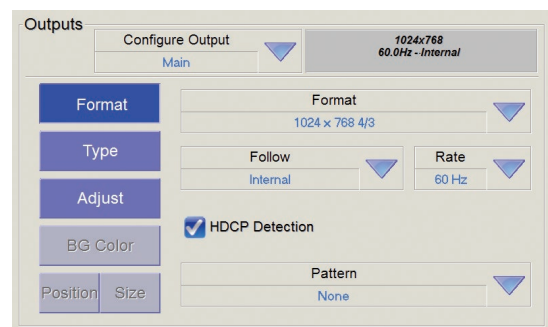 Outputs
Configure Output
Main
1024x768
60.0Hz - Internal
Format
Type
Adjust
BG Color
Position
Size
Format
1024 x 768 4/3
Follow
Internal
Rate
60 Hz
HDCP Detection
Pattern
None